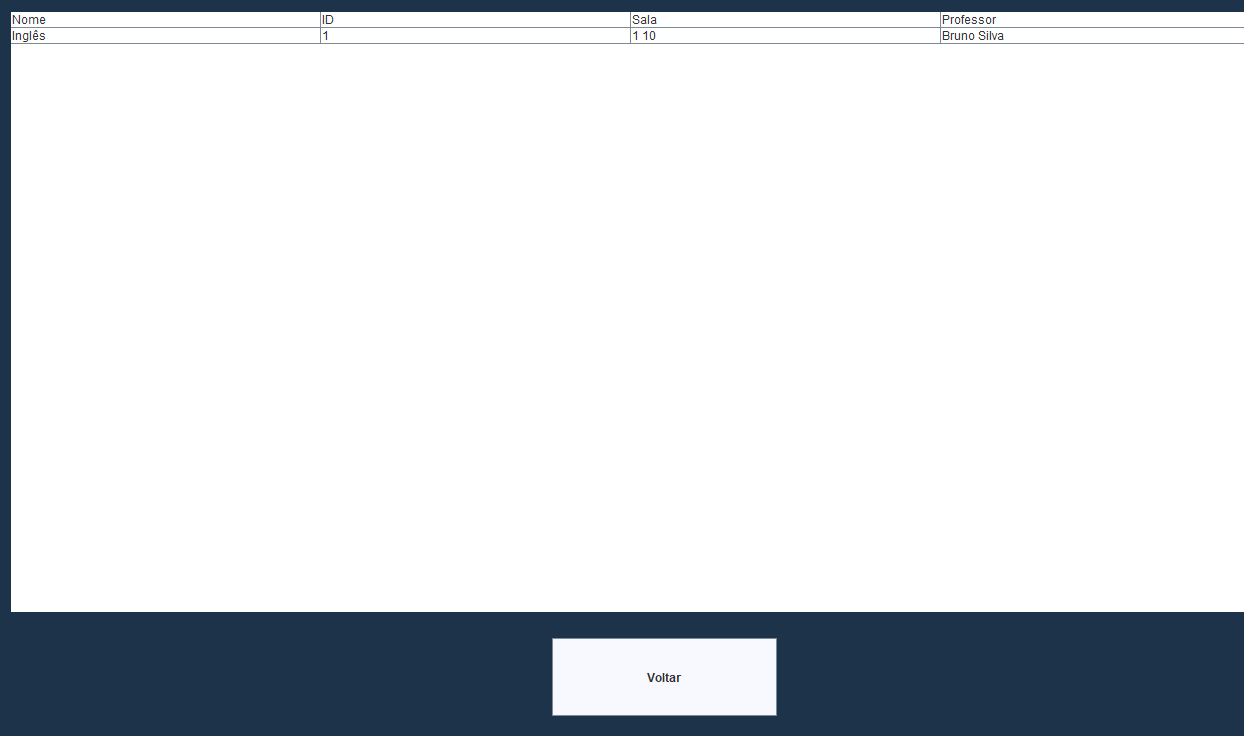 Nome ID Sala Professor
Inglês 1 1 10 Bruno Silva
Voltar